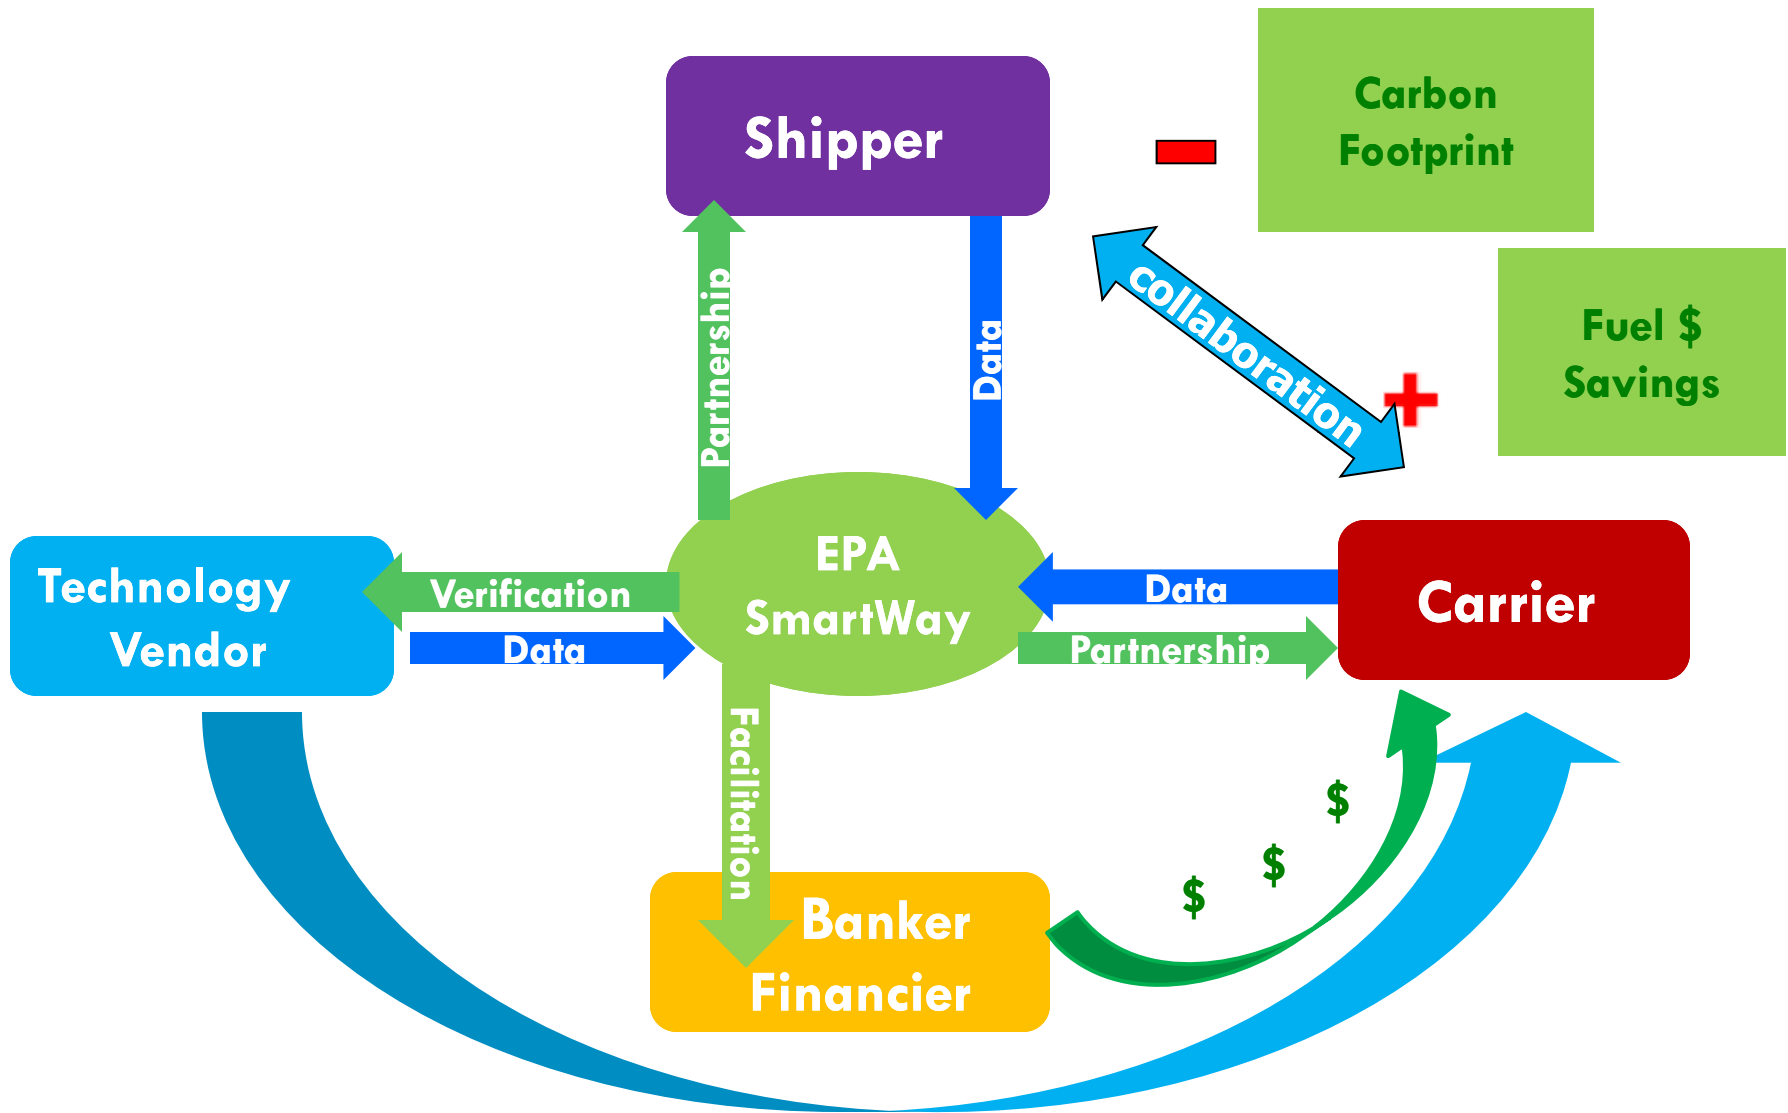 Shipper
Carbon
Footprint
Fuel $
Savings
collaboration
Partnership
Data
EPA
SmartWay
Technology
Vendor
Verification
Data
Data
Partnership
Carrier
Facilitation
Banker
Financier
$
$
$